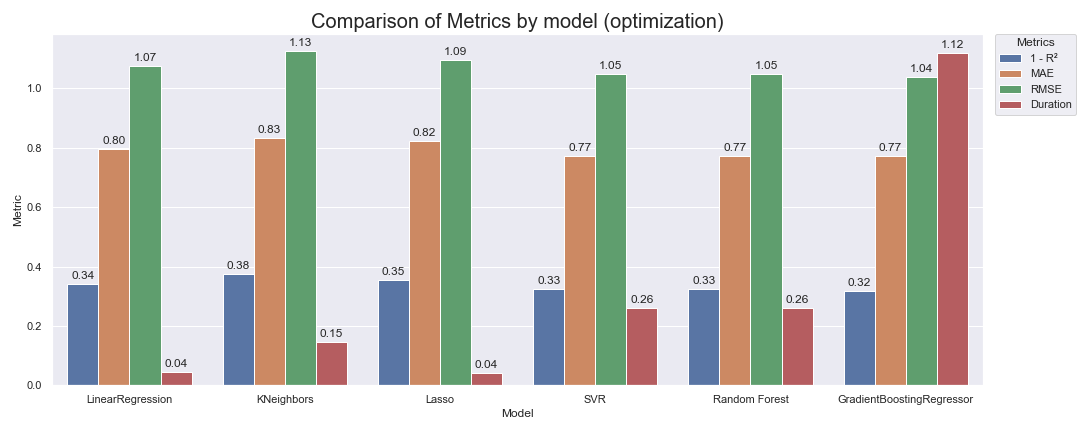 Comparison of Metrics by model (optimization)
Metrics
1 - R²
MAE
RMSE
Duration
Metric
1.0
0.8
0.6
0.4
0.2
0.0
0.34
0.80
1.07
0.04
0.38
0.83
1.13
0.15
0.35
0.82
1.09
0.04
0.33
0.77
1.05
0.26
0.33
0.77
1.05
0.26
0.32
0.77
1.04
1.12
LinearRegression
KNeighbors
Lasso
SVR
Random Forest
GradientBoostingRegressor
Model